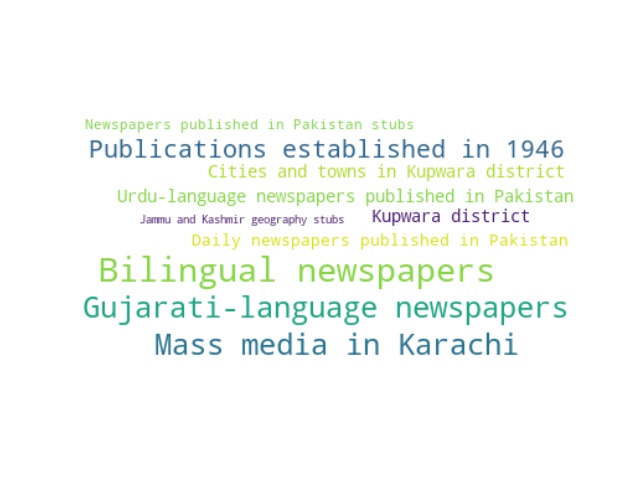 Newspapers published in Pakistan stubs
Publications established in 1946
Cities and towns in Kupwara district
Urdu-language newspapers published in Pakistan
Jammu and Kashmir geography stubs Kupwara district
Daily newspapers published in Pakistan
Bilingual newspapers
Gujarati-language newspapers
Mass media in Karachi